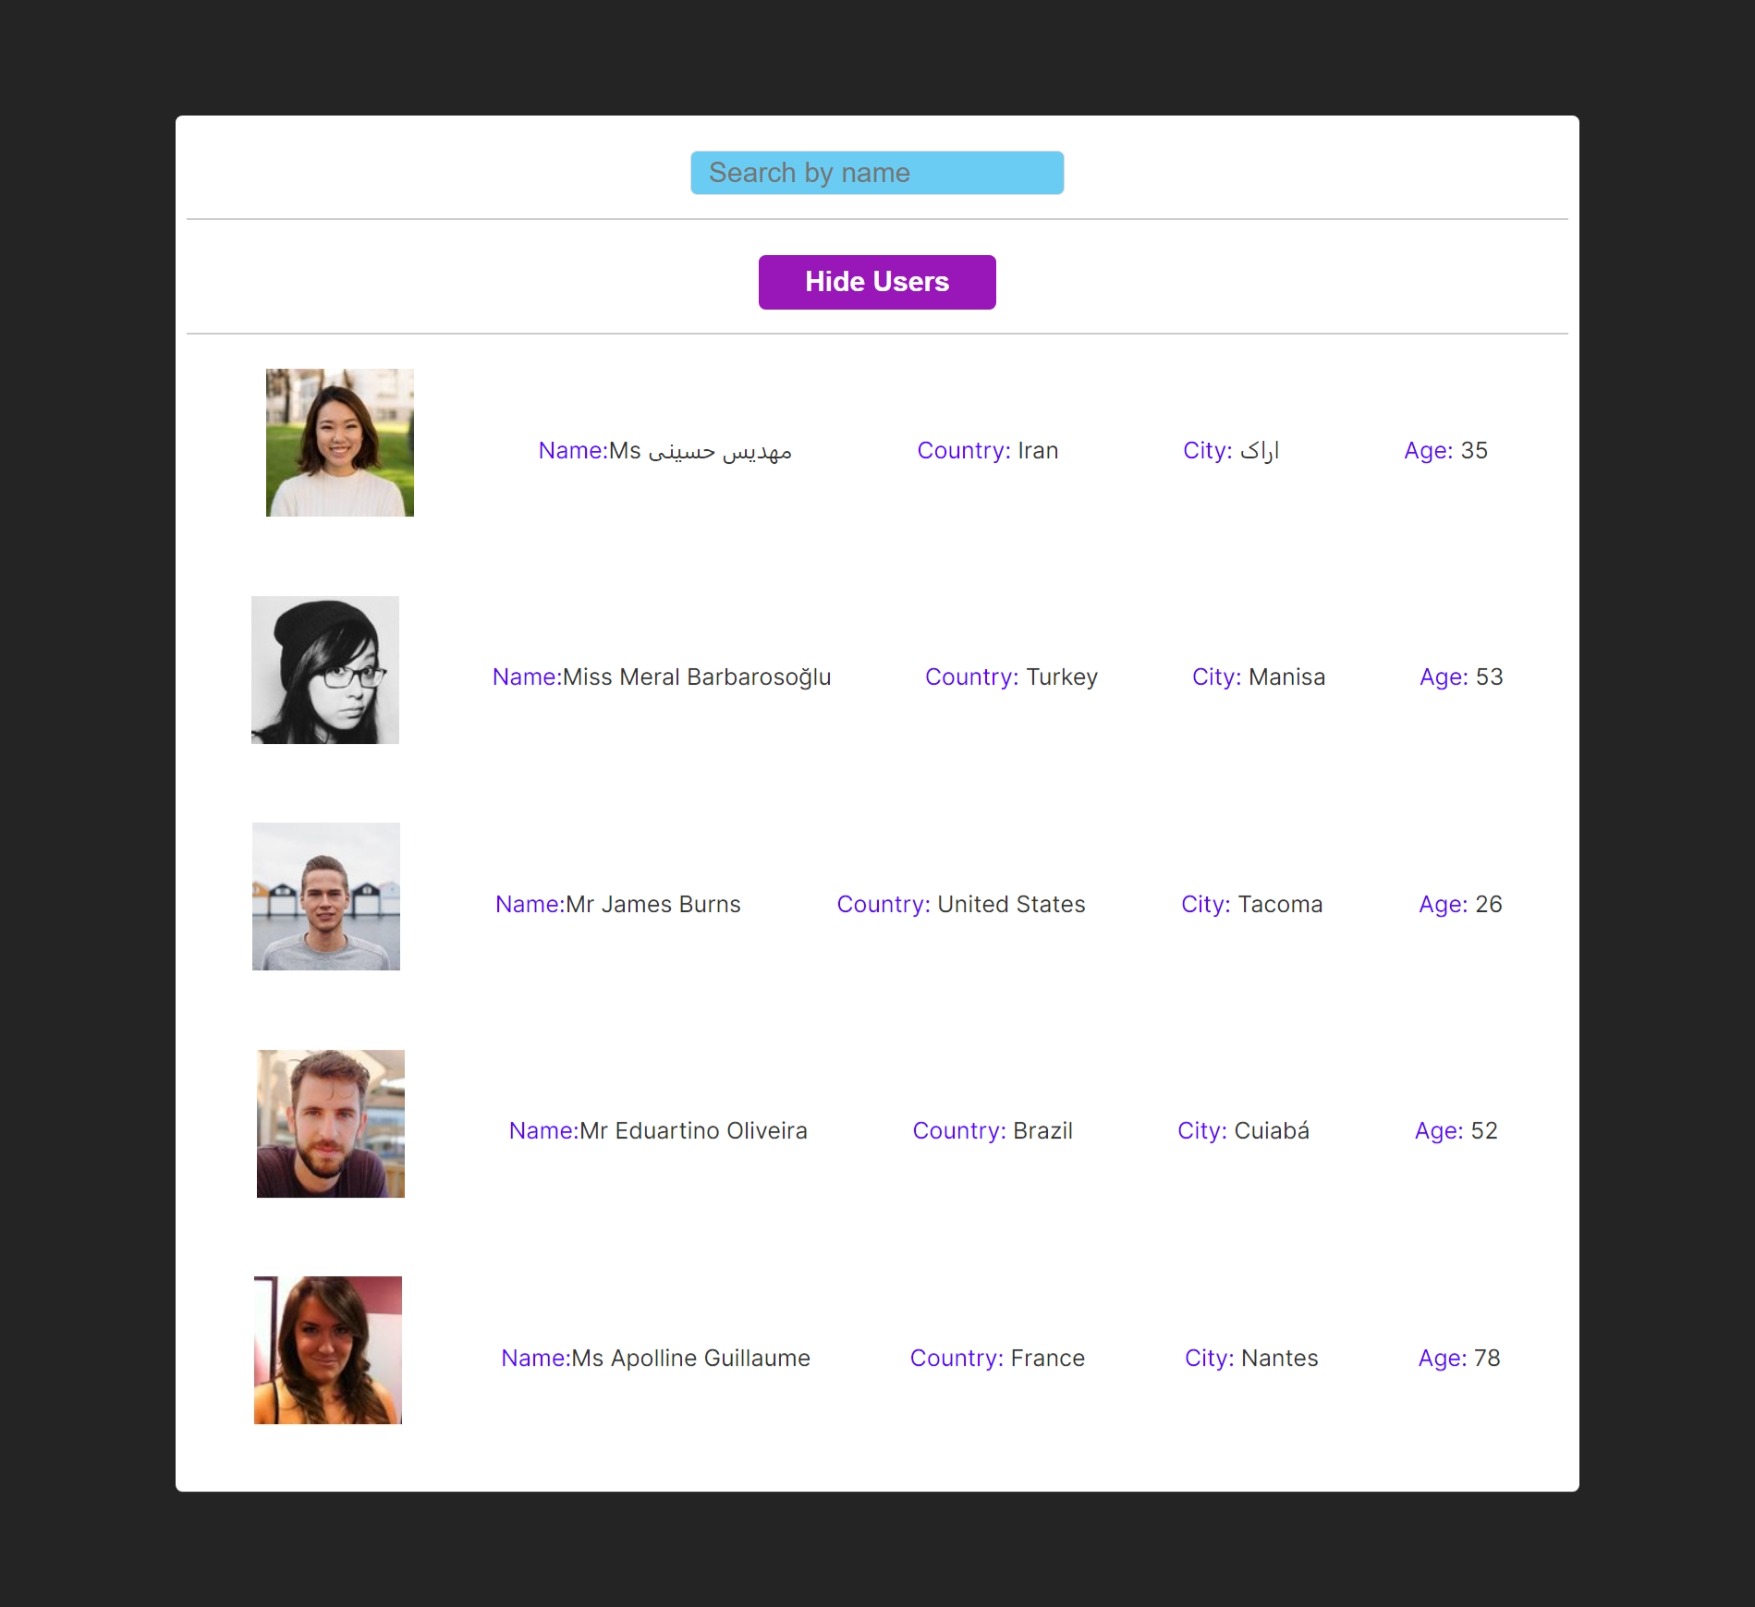 Search by name
Hide Users
Name:Ms مهدیس حسینی Country: Iran City: اراک Age: 35
Name:Miss Meral Barbarosoğlu Country: Turkey City: Manisa Age: 53
Name:Mr James Burns Country: United States City: Tacoma Age: 26
Name:Mr Eduartino Oliveira Country: Brazil City: Cuiabá Age: 52
Name:Ms Apolline Guillaume Country: France City: Nantes Age: 78